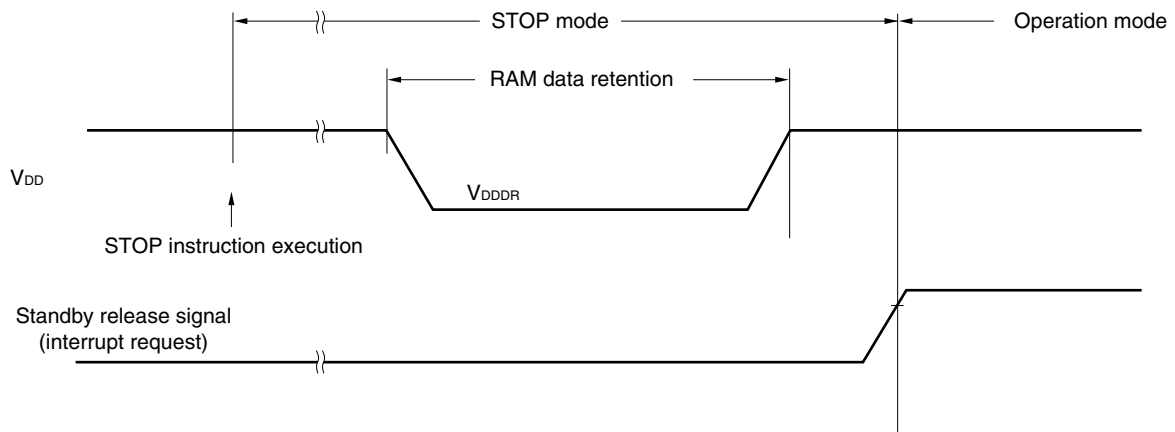 STOP mode
Operation mode
RAM data retention
VDD
VDDDR
STOP instruction execution
Standby release signal
(interrupt request)